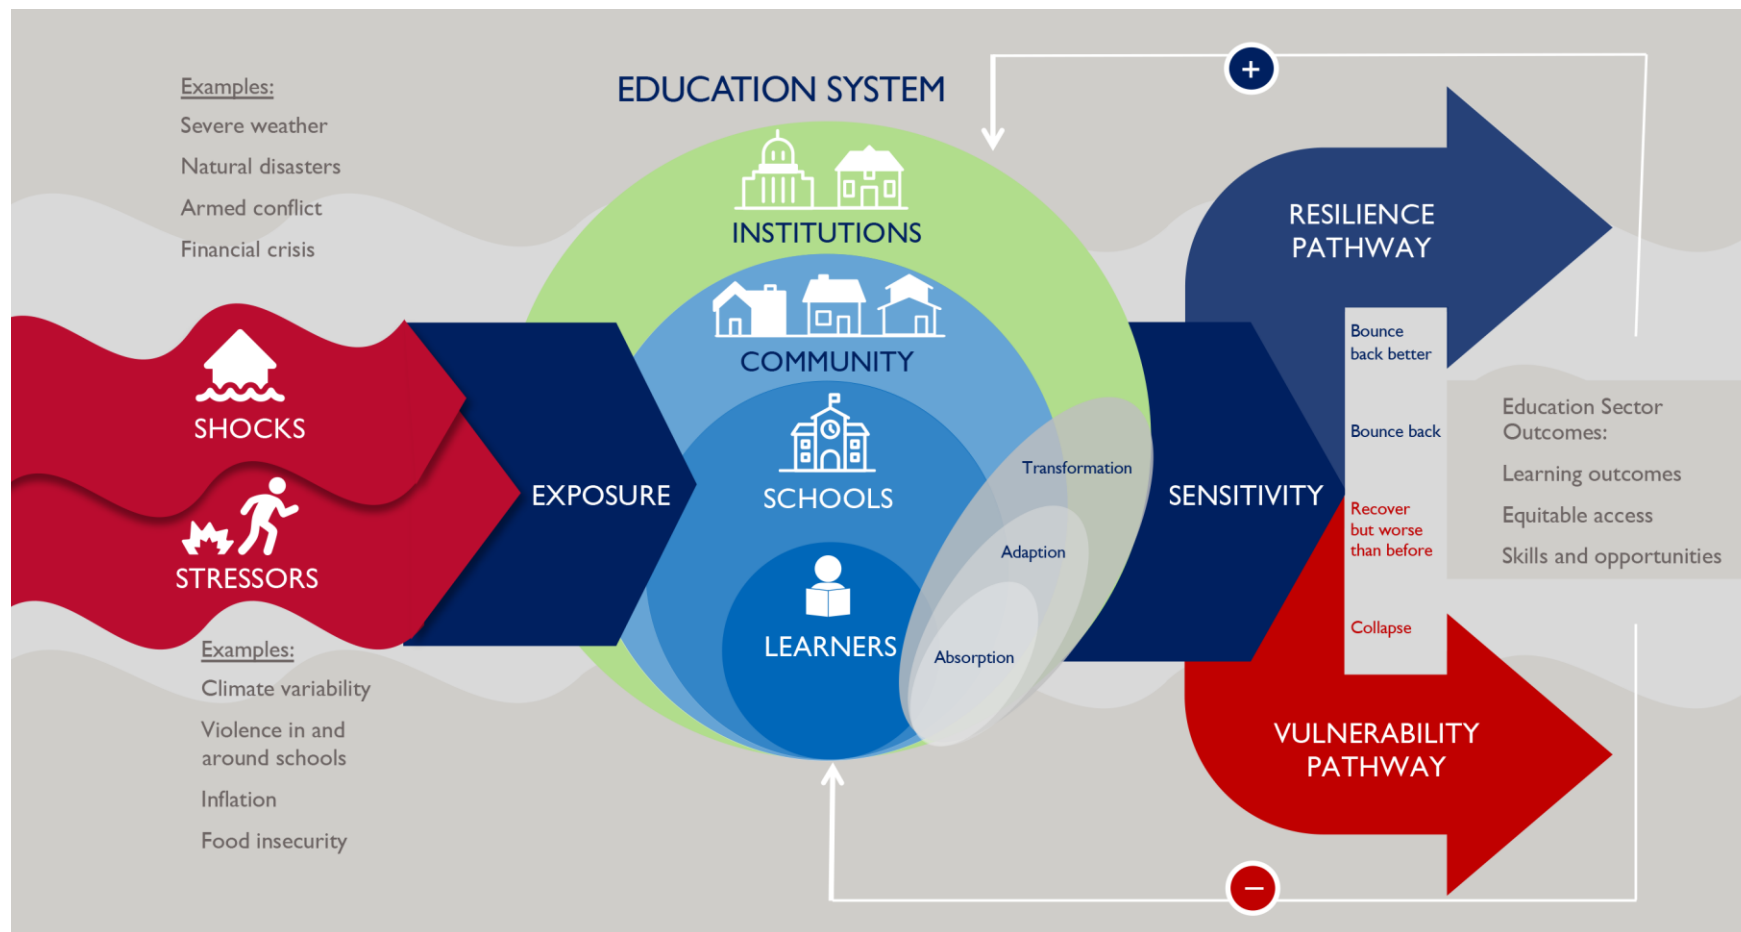 Examples:
Severe weather
Natural disasters
Armed conflict
Financial crisis
SHOCKS
STRESSORS
Examples:
Climate variability
Violence in and
around schools
Inflation
Food insecurity
EXPOSURE
EDUCATION SYSTEM
INSTITUTIONS
COMMUNITY
SCHOOLS
LEARNERS
Transformation
Adaption
Absorption
SENSITIVITY
+
RESILIENCE
PATHWAY
Bounce
back better
Bounce back
Recover
but worse
than before
Collapse
VULNERABILITY
PATHWAY
−
Education Sector
Outcomes:
Learning outcomes
Equitable access
Skills and opportunities